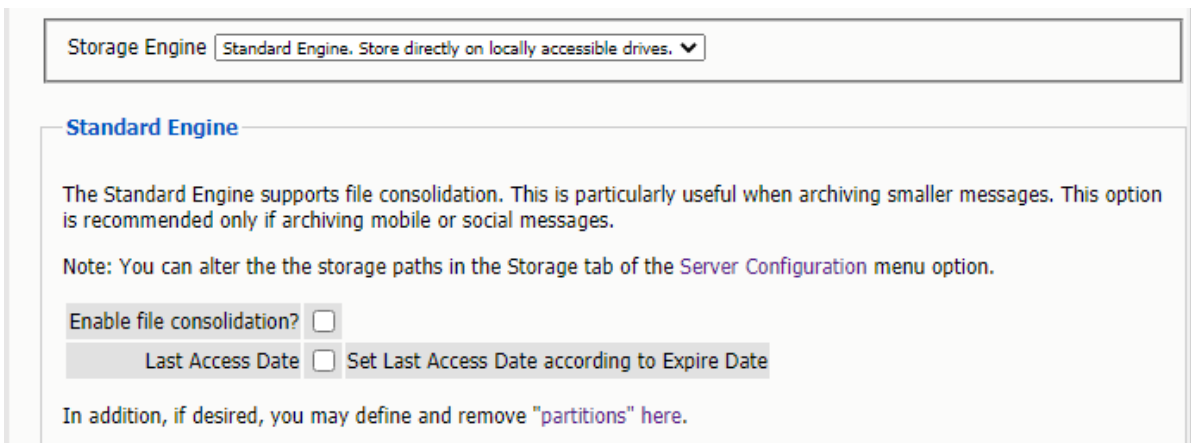 Storage Engine Standard Engine. Store directly on locally accessible drives.
Standard Engine
The Standard Engine supports file consolidation. This is particularly useful when archiving smaller messages. This option
is recommended only if archiving mobile or social messages.
Note: You can alter the the storage paths in the Storage tab of the Server Configuration menu option.
Enable file consolidation?
Last Access Date Set Last Access Date according to Expire Date
In addition, if desired, you may define and remove "partitions" here.